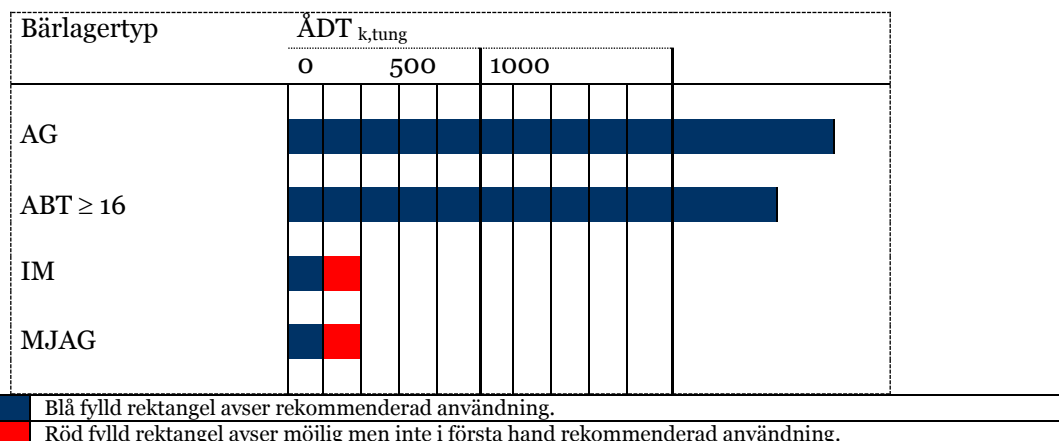 Bärlagertyp ÅDT k,tung
0 500 1000
AG
ABT ≥ 16
IM
MJAG
Blå fylld rektangel avser rekommenderad användning.
Röd fylld rektangel avser möjlig men inte i första hand rekommenderad användning.